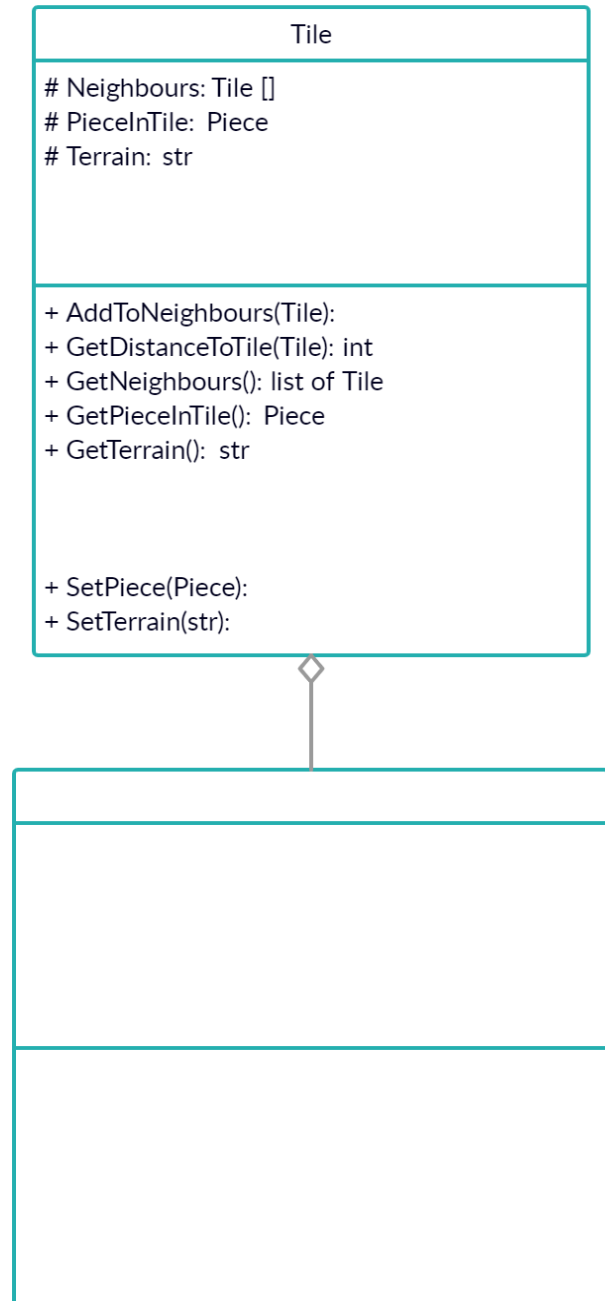 Tile
# Neighbours: Tile []
# PieceInTile: Piece
# Terrain: str
+ AddToNeighbours(Tile):
+ GetDistanceToTile(Tile): int
+ GetNeighbours(): list of Tile
+ GetPieceInTile(): Piece
+ GetTerrain(): str
+ SetPiece(Piece):
+ SetTerrain(str):